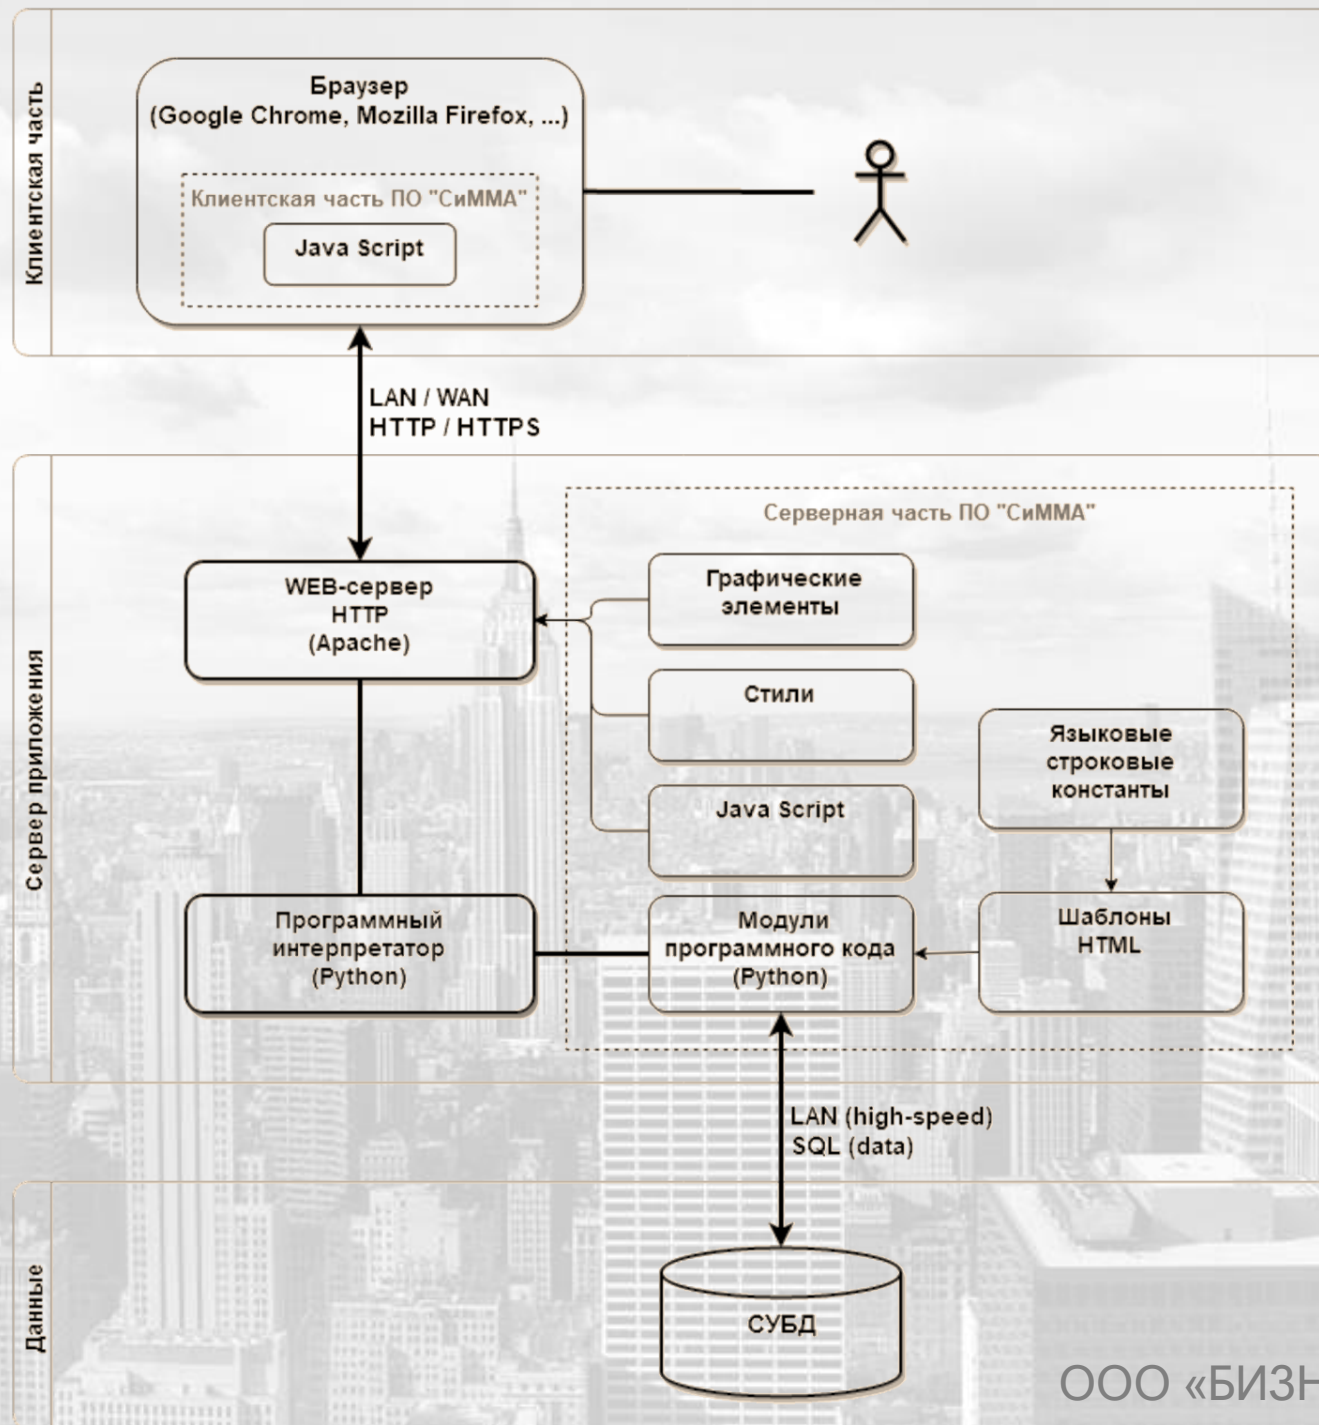 Клиентская часть
Браузер
(Google Chrome, Mozilla Firefox, ...)
Клиентская часть ПО "СиММА"
Java Script
LAN / WAN
HTTP / HTTPS
Сервер приложения
Серверная часть ПО "СиММА"
WEB-сервер
HTTP
(Apache)
Графические
элементы
Стили
Java Script
Языковые
строковые
константы
Программный
интерпретатор
(Python)
Модули
программного кода
(Python)
Шаблоны
HTML
LAN (high-speed)
SQL (data)
Данные
СУБД
ООО «БИЗН